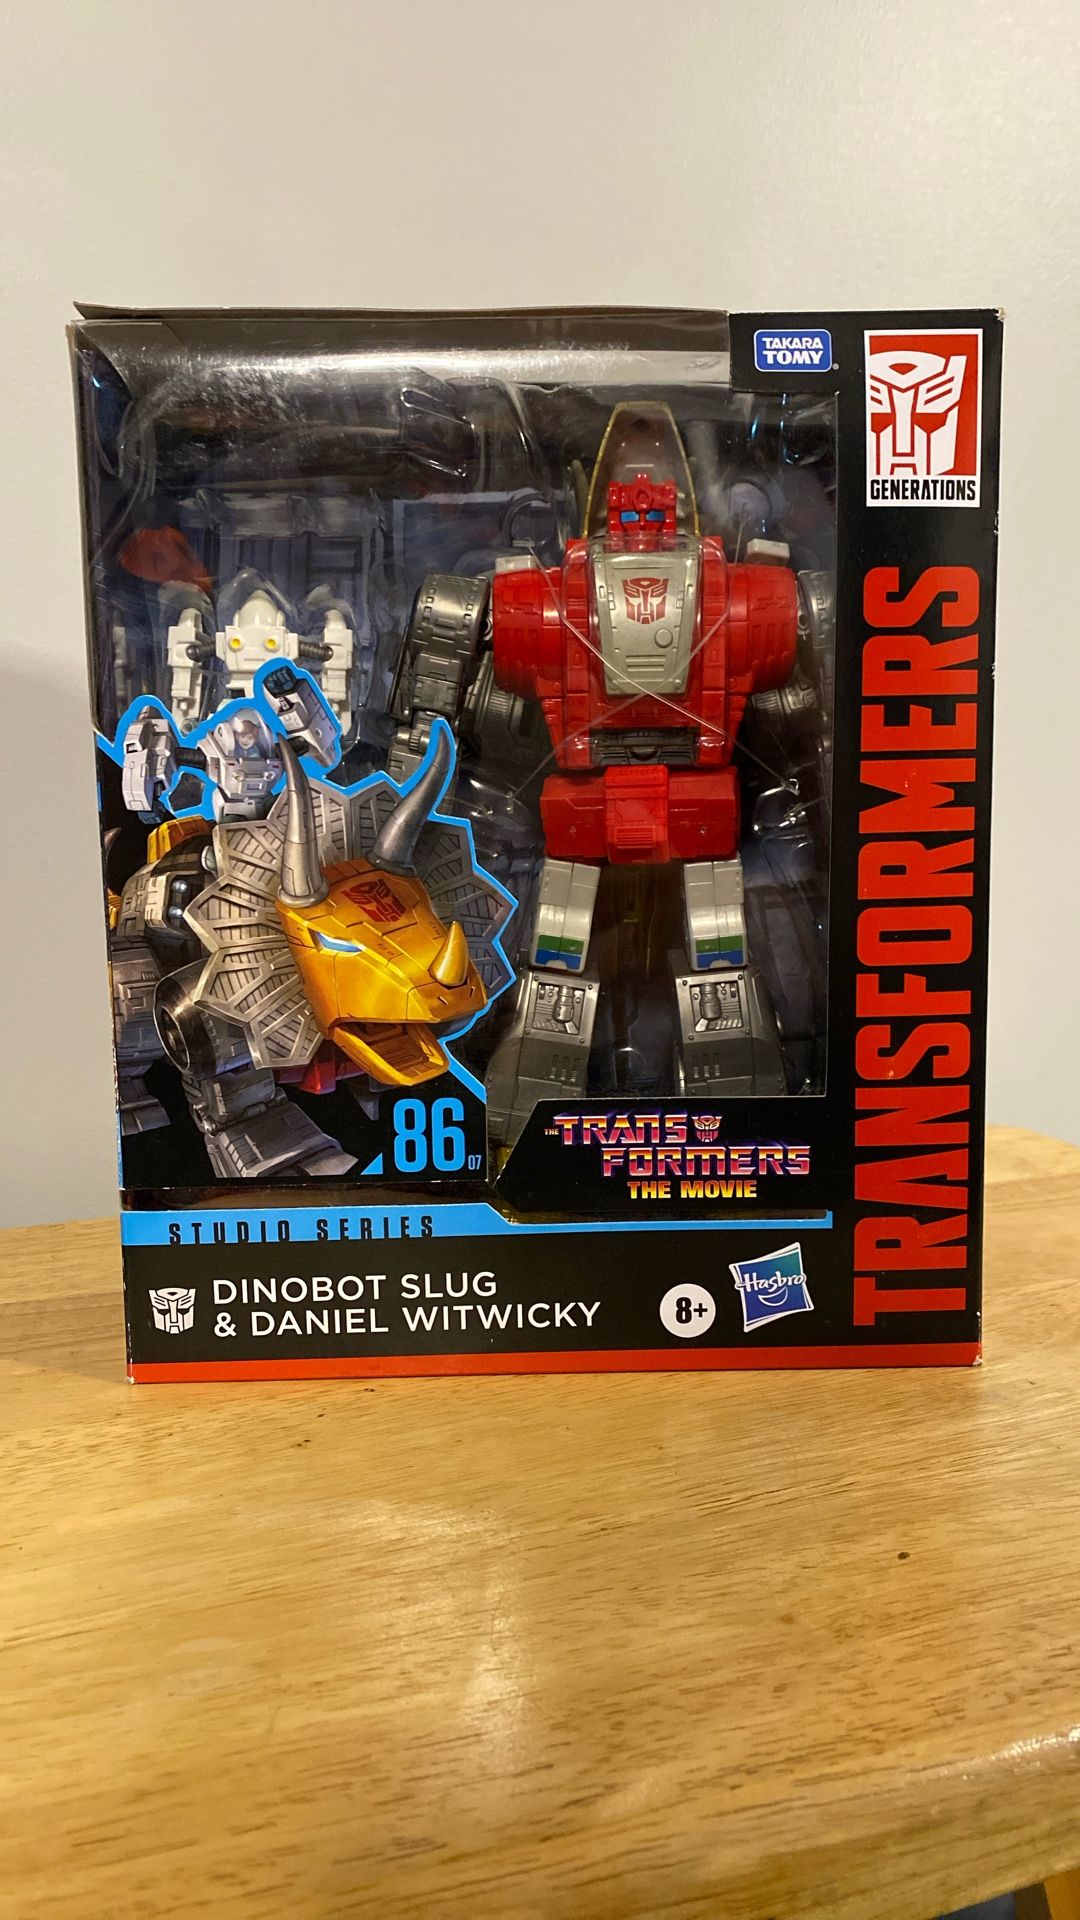 TAKARA
TOMY
GENERATIONS
TRANSFORMERS
86
07
THE TRANS
FORMERS
THE MOVIE
STUDIO SERIES
DINOBOT SLUG
& DANIEL WITWICKY
8+
Hasbro